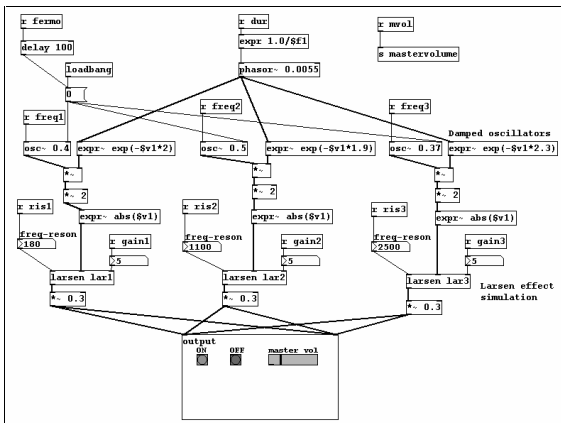 r fermo
r dur
r mvol
delay 100
expr 1.0/$f1
s mastervolume
loadbang
phasor~ 0.0055
0
r freq1
r freq2
r freq3
Damped oscillators
osc~ 0.4
expr~ exp(-$v1*2)
osc~ 0.5
expr~ exp(-$v1*1.9)
osc~ 0.37
expr~ exp(-$v1*2.3)
*~
*~
*~
*~ 2
*~ 2
*~ 2
r ris1
expr~ abs($v1)
r ris2
expr~ abs($v1)
r ris3
expr~ abs($v1)
freq-reson
r gain1
freq-reson
r gain2
freq-reson
r gain3
180
5
1100
5
2500
5
larsen lar1
larsen lar2
larsen lar3
Larsen effect
simulation
*~ 0.3
*~ 0.3
*~ 0.3
output
ON
OFF
master vol